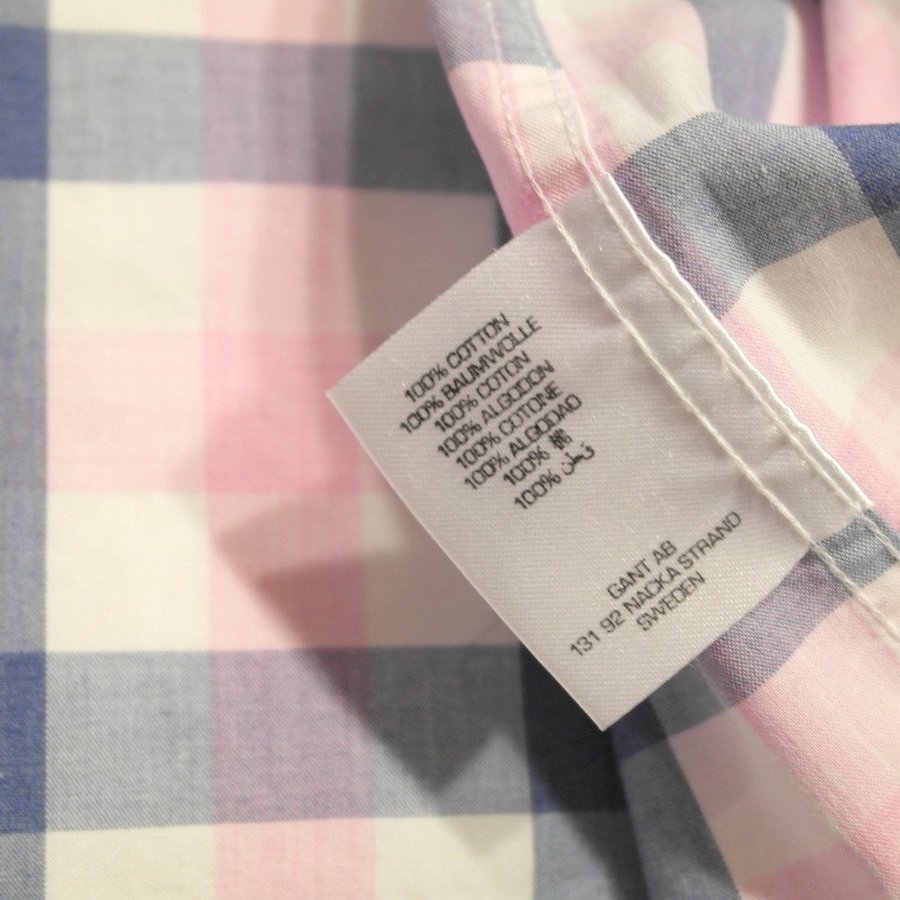 100% COTTON
100% BAUMWOLLE
100% COTON
100% ALGODON
100% COTONE
100% ALGODAO
100% 棉
100% قطن
GANT AB
131 92 NACKA STRAND
SWEDEN